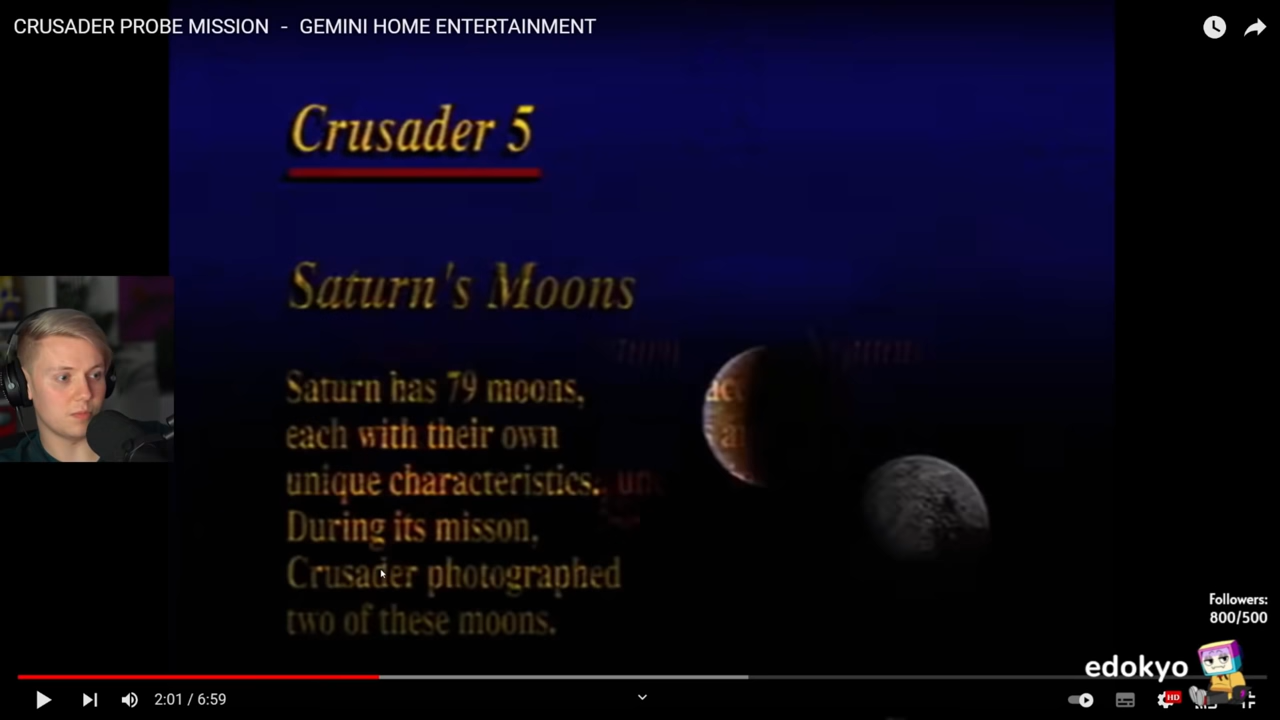 CRUSADER PROBE MISSION - GEMINI HOME ENTERTAINMENT
Crusader 5
Saturn's Moons
Saturn has 79 moons,
each with their own
unique characteristics.
During its misson,
Crusader photographed
two of these moons.
Followers:
800/500
edokyo
2:01 / 6:59
HD